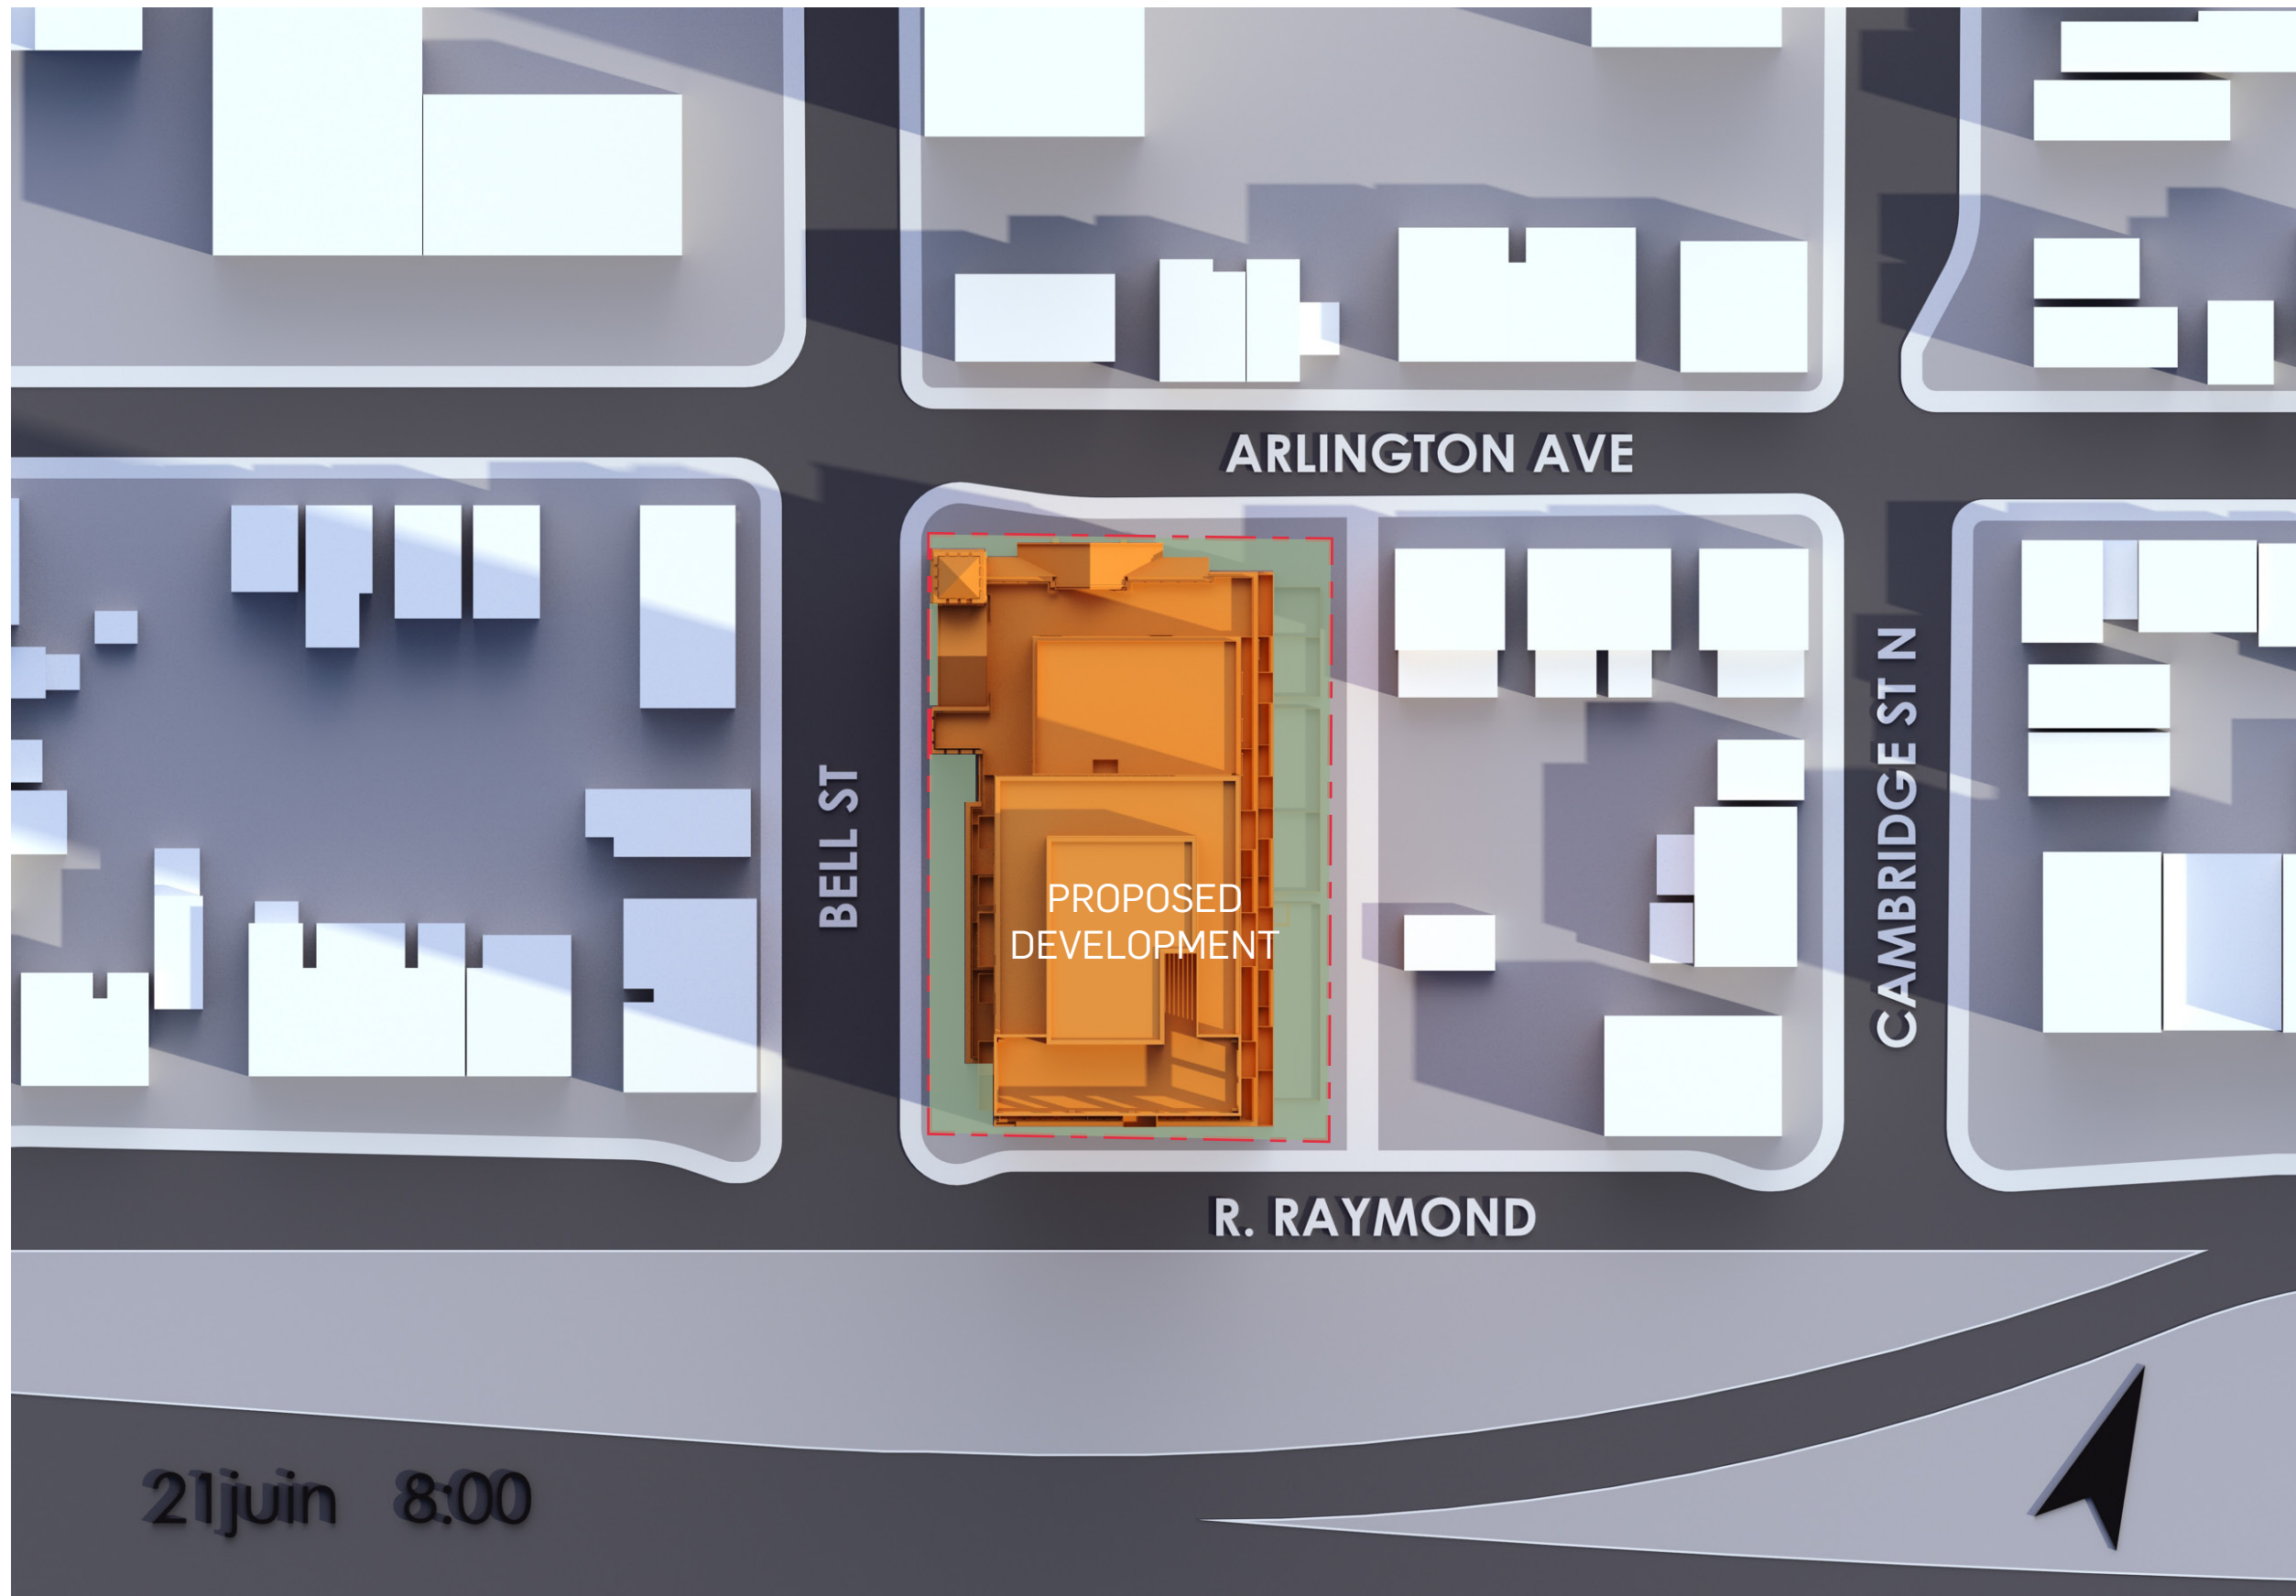 ARLINGTON AVE
BELL ST
CAMBRIDGE ST N
PROPOSED
DEVELOPMENT
R. RAYMOND
21juin 8:00